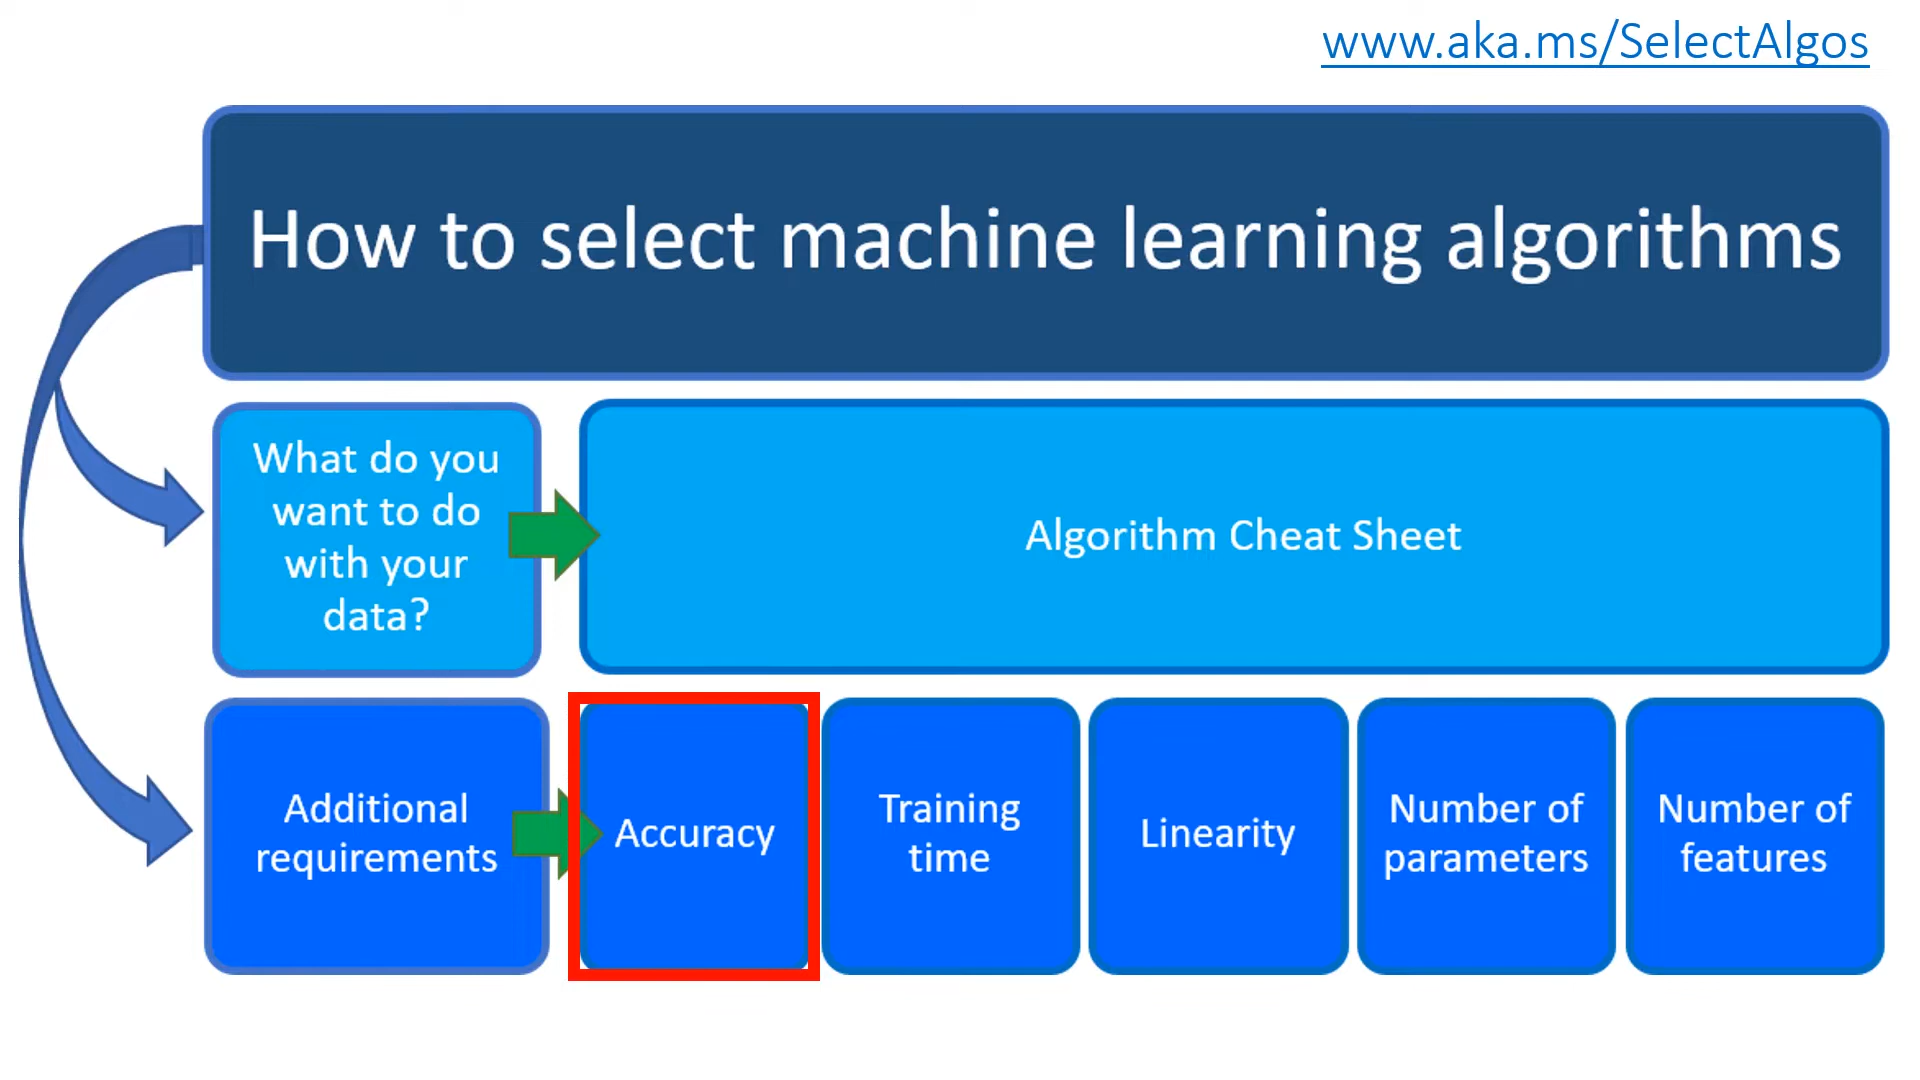 www.aka.ms/SelectAlgos
How to select machine learning algorithms
What do you
want to do
with your
data?
Algorithm Cheat Sheet
Additional
requirements
Accuracy
Training
time
Linearity
Number of
parameters
Number of
features